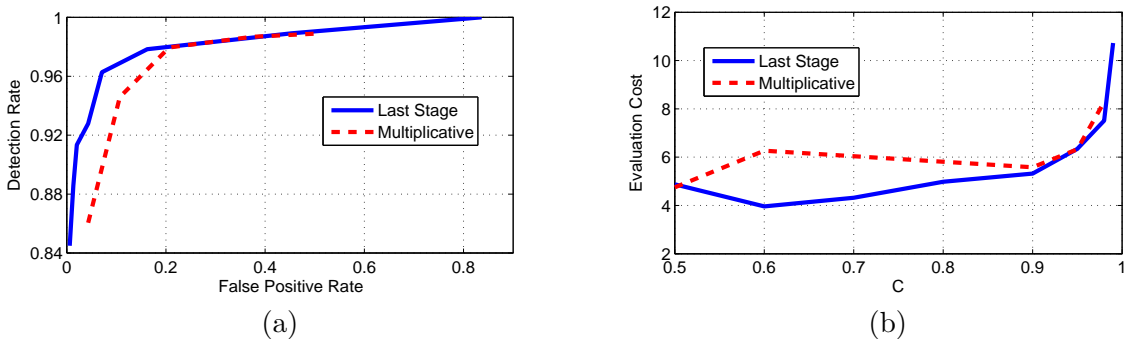 1
0.96
0.92
0.88
0.84
0
0.2
0.4
0.6
0.8
Detection Rate
False Positive Rate
Last Stage
Multiplicative
(a)
12
10
8
6
4
2
0.5
0.6
0.7
0.8
0.9
1
Evaluation Cost
C
Last Stage
Multiplicative
(b)